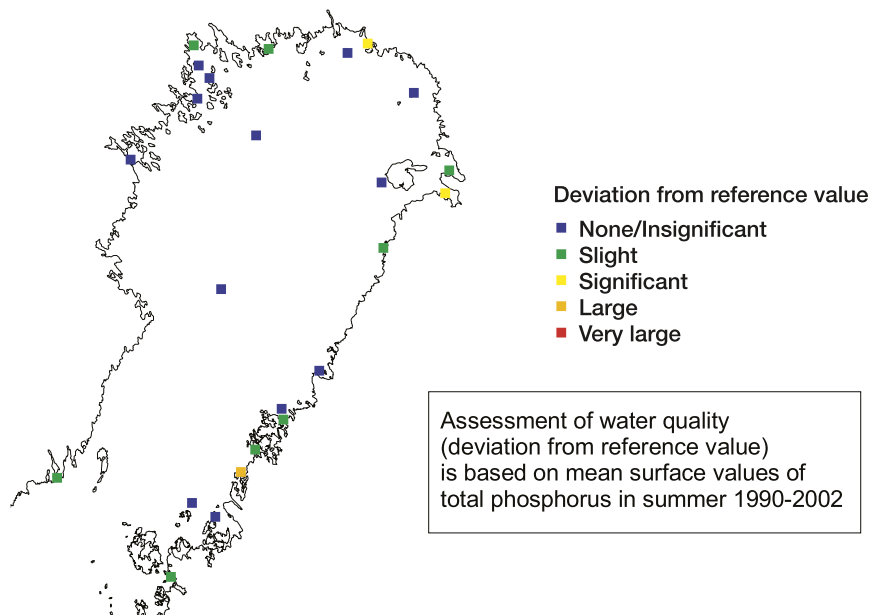 Deviation from reference value
None/Insignificant
Slight
Significant
Large
Very large
Assessment of water quality
(deviation from reference value)
is based on mean surface values of
total phosphorus in summer 1990-2002